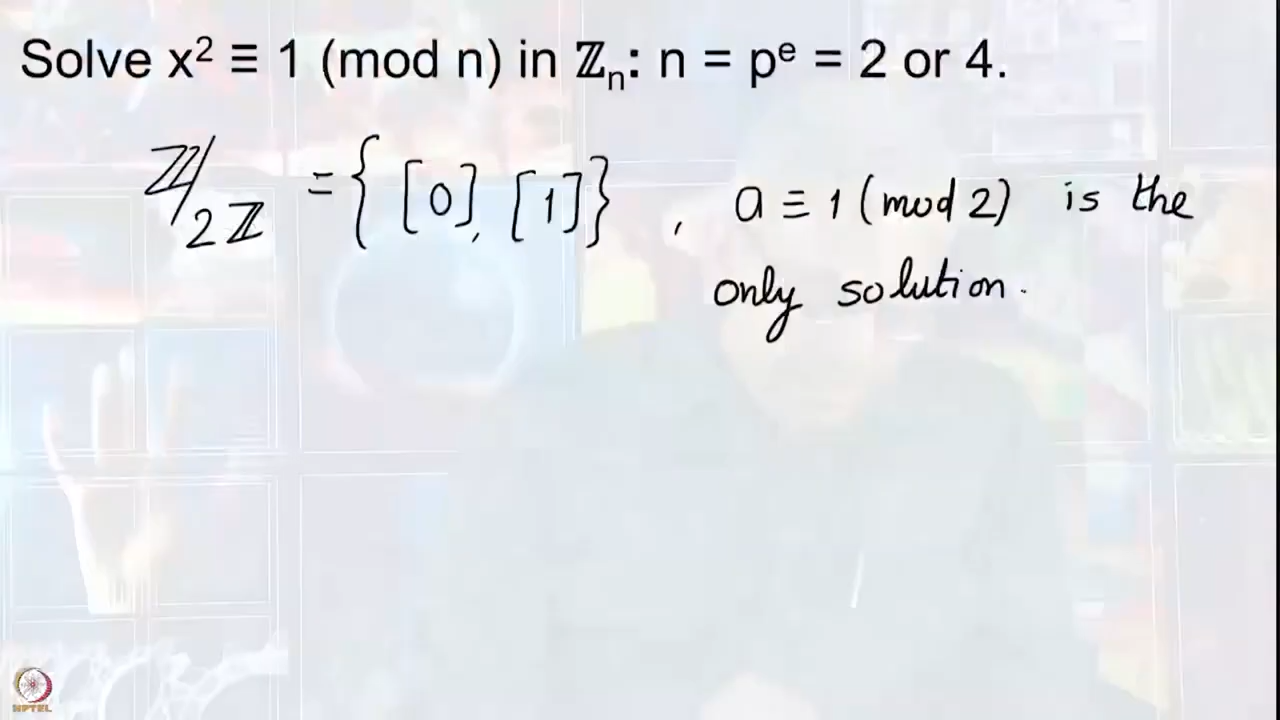 Solve x² ≡ 1 (mod n) in ℤₙ: n = pᵉ = 2 or 4.
ℤ/2ℤ = { [0], [1] } , a ≡ 1 (mod 2) is the
only solution.
NPTEL